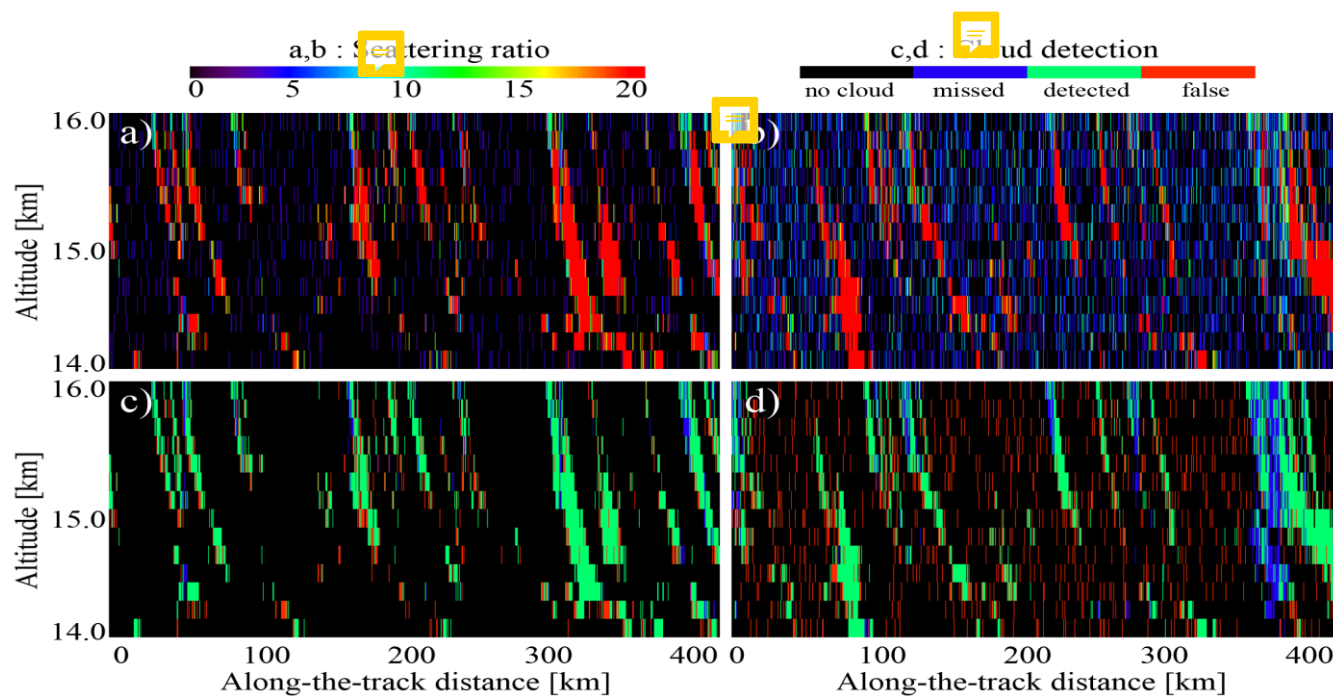 a,b : Scattering ratio
c,d : Cloud detection
0 5 10 15 20
no cloud missed detected false
16.0
15.0
14.0
Altitude [km]
a)
b)
16.0
15.0
14.0
Altitude [km]
c)
d)
0 100 200 300 400
0 100 200 300 400
Along-the-track distance [km]
Along-the-track distance [km]